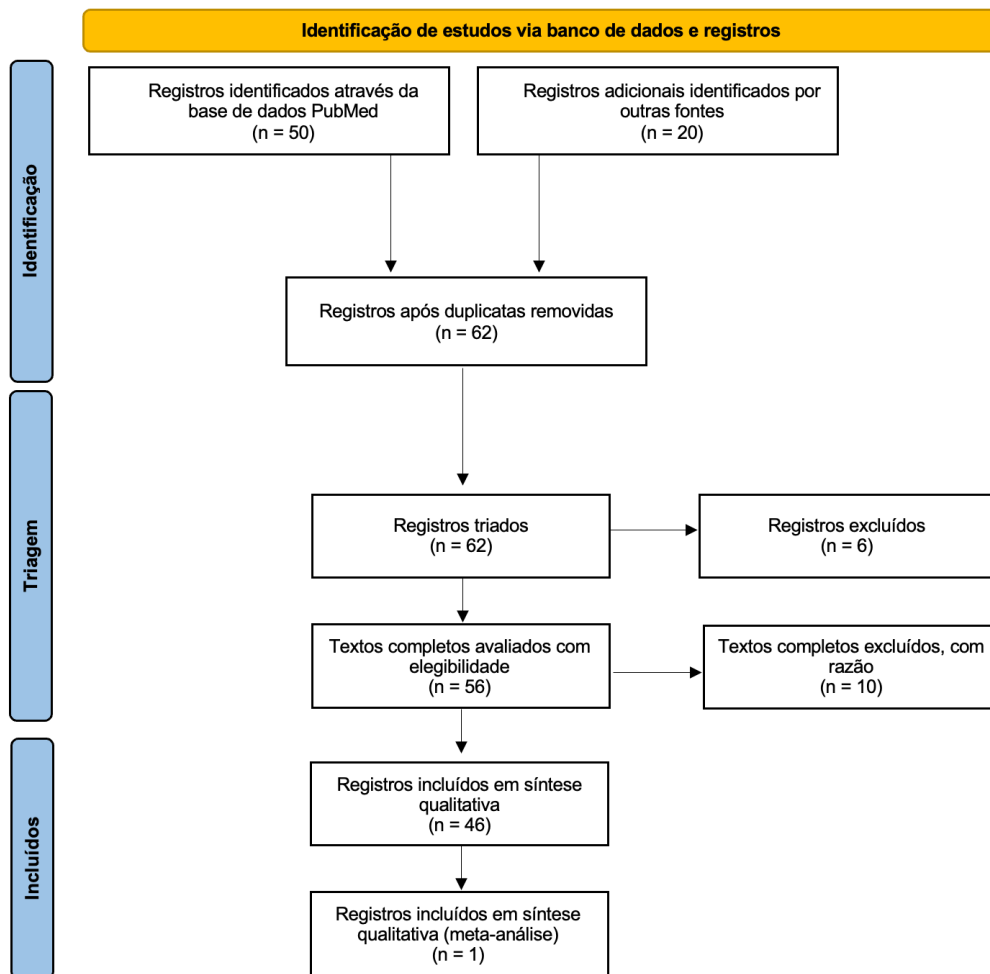 Identificação de estudos via banco de dados e registros
Identificação
Registros identificados através da
base de dados PubMed
(n = 50)
Registros adicionais identificados por
outras fontes
(n = 20)
Registros após duplicatas removidas
(n = 62)
Triagem
Registros triados
(n = 62)
Registros excluídos
(n = 6)
Textos completos avaliados com
elegibilidade
(n = 56)
Textos completos excluídos, com
razão
(n = 10)
Incluídos
Registros incluídos em síntese
qualitativa
(n = 46)
Registros incluídos em síntese
qualitativa (meta-análise)
(n = 1)